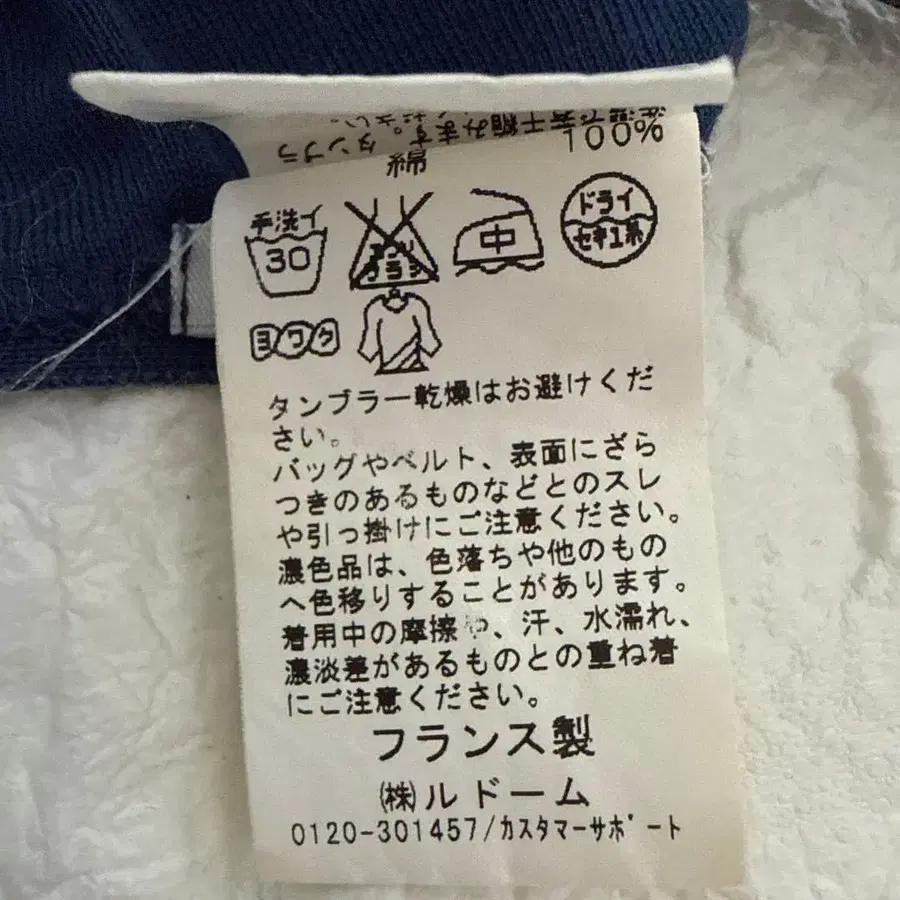 綿 100%
手洗イ
30
中
ドライ
セキユ系
ヨワク
タンブラー乾燥はお避けくだ
さい。
バッグやベルト、表面にざら
つきのあるものなどとのスレ
や引っ掛けにご注意ください。
濃色品は、色落ちや他のもの
へ色移りすることがあります。
着用中の摩擦や、汗、水濡れ、
濃淡差があるものとの重ね着
にご注意ください。
フランス製
㈱ルドーム
0120-301457/カスタマーサポート